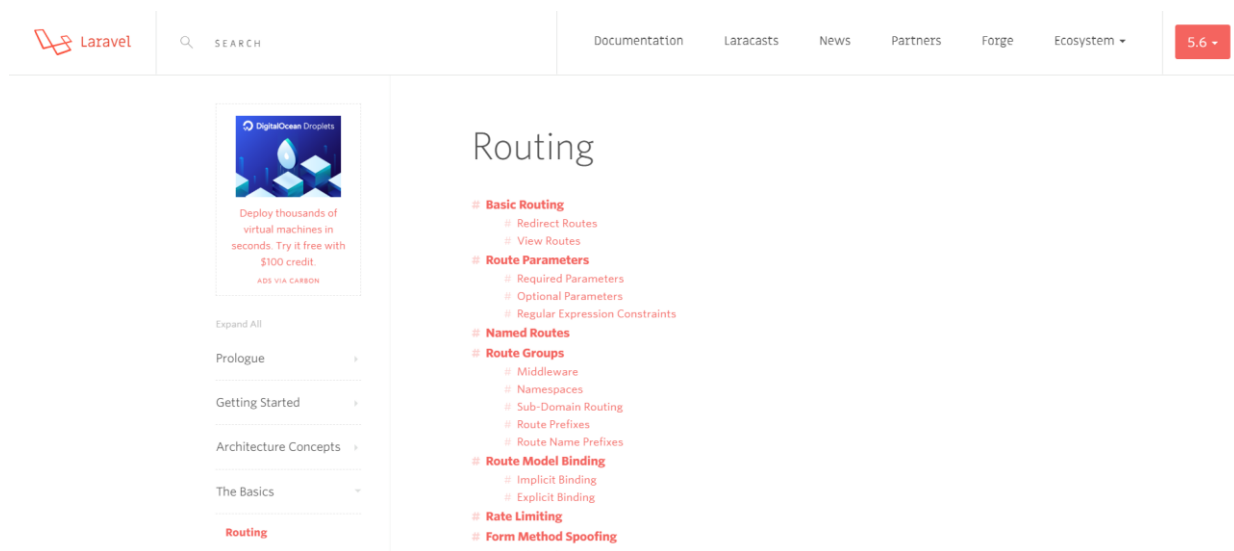 Laravel
SEARCH
Documentation Laracasts News Partners Forge Ecosystem
5.6
DigitalOcean Droplets
Deploy thousands of
virtual machines in
seconds. Try it free with
$100 credit.
ADS VIA CARBON
Expand All
Prologue
Getting Started
Architecture Concepts
The Basics
Routing
Routing
# Basic Routing
# Redirect Routes
# View Routes
# Route Parameters
# Required Parameters
# Optional Parameters
# Regular Expression Constraints
# Named Routes
# Route Groups
# Middleware
# Namespaces
# Sub-Domain Routing
# Route Prefixes
# Route Name Prefixes
# Route Model Binding
# Implicit Binding
# Explicit Binding
# Rate Limiting
# Form Method Spoofing